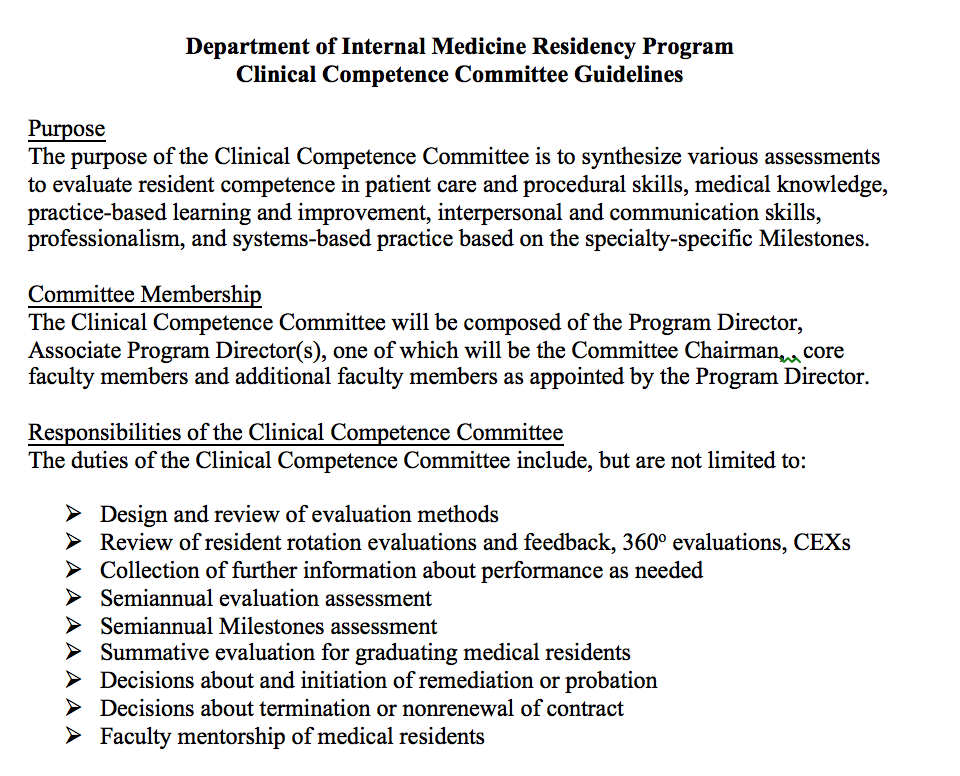 Department of Internal Medicine Residency Program
Clinical Competence Committee Guidelines
Purpose
The purpose of the Clinical Competence Committee is to synthesize various assessments
to evaluate resident competence in patient care and procedural skills, medical knowledge,
practice-based learning and improvement, interpersonal and communication skills,
professionalism, and systems-based practice based on the specialty-specific Milestones.
Committee Membership
The Clinical Competence Committee will be composed of the Program Director,
Associate Program Director(s), one of which will be the Committee Chairman,, core
faculty members and additional faculty members as appointed by the Program Director.
Responsibilities of the Clinical Competence Committee
The duties of the Clinical Competence Committee include, but are not limited to:
➢ Design and review of evaluation methods
➢ Review of resident rotation evaluations and feedback, 360º evaluations, CEXs
➢ Collection of further information about performance as needed
➢ Semiannual evaluation assessment
➢ Semiannual Milestones assessment
➢ Summative evaluation for graduating medical residents
➢ Decisions about and initiation of remediation or probation
➢ Decisions about termination or nonrenewal of contract
➢ Faculty mentorship of medical residents